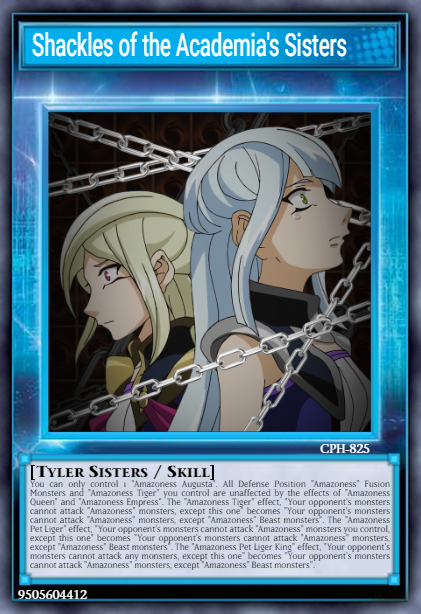 Shackles of the Academia's Sisters
CPH-825
[Tyler Sisters / Skill]
You can only control 1 "Amazoness Augusta". All Defense Position "Amazoness" Fusion
Monsters and "Amazoness Tiger" you control are unaffected by the effects of "Amazoness
Queen" and "Amazoness Empress". The "Amazoness Tiger" effect, "Your opponent's monsters
cannot attack "Amazoness" monsters, except this one" becomes "Your opponent's monsters
cannot attack "Amazoness" monsters, except "Amazoness" Beast monsters". The "Amazoness
Pet Liger" effect, "Your opponent's monsters cannot attack "Amazoness" monsters you control,
except this one" becomes "Your opponent's monsters cannot attack "Amazoness" monsters,
except "Amazoness" Beast monsters". The "Amazoness Pet Liger King" effect, "Your opponent's
monsters cannot attack any monsters, except this one" becomes "Your opponent's monsters
cannot attack "Amazoness" monsters, except "Amazoness" Beast monsters".
9505604412